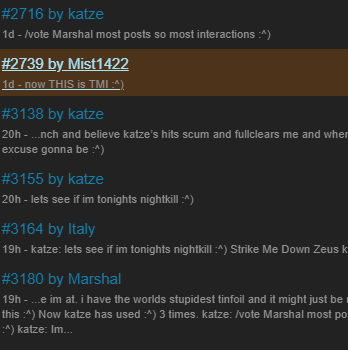 #2716 by katze
1d - /vote Marshal most posts so most interactions :^)
#2739 by Mist1422
1d - now THIS is TMI :^)
#3138 by katze
20h - ...nch and believe katze's hits scum and fullclears me and wher
excuse gonna be :^)
#3155 by katze
20h - lets see if im tonights nightkill :^)
#3164 by Italy
19h - katze: lets see if im tonights nightkill :^) Strike Me Down Zeus k
#3180 by Marshal
19h - ...e im at. i have the worlds stupidest tinfoil and it might just be
this :^) Now katze has used :^) 3 times. katze: /vote Marshal most po
:^) katze: Im...